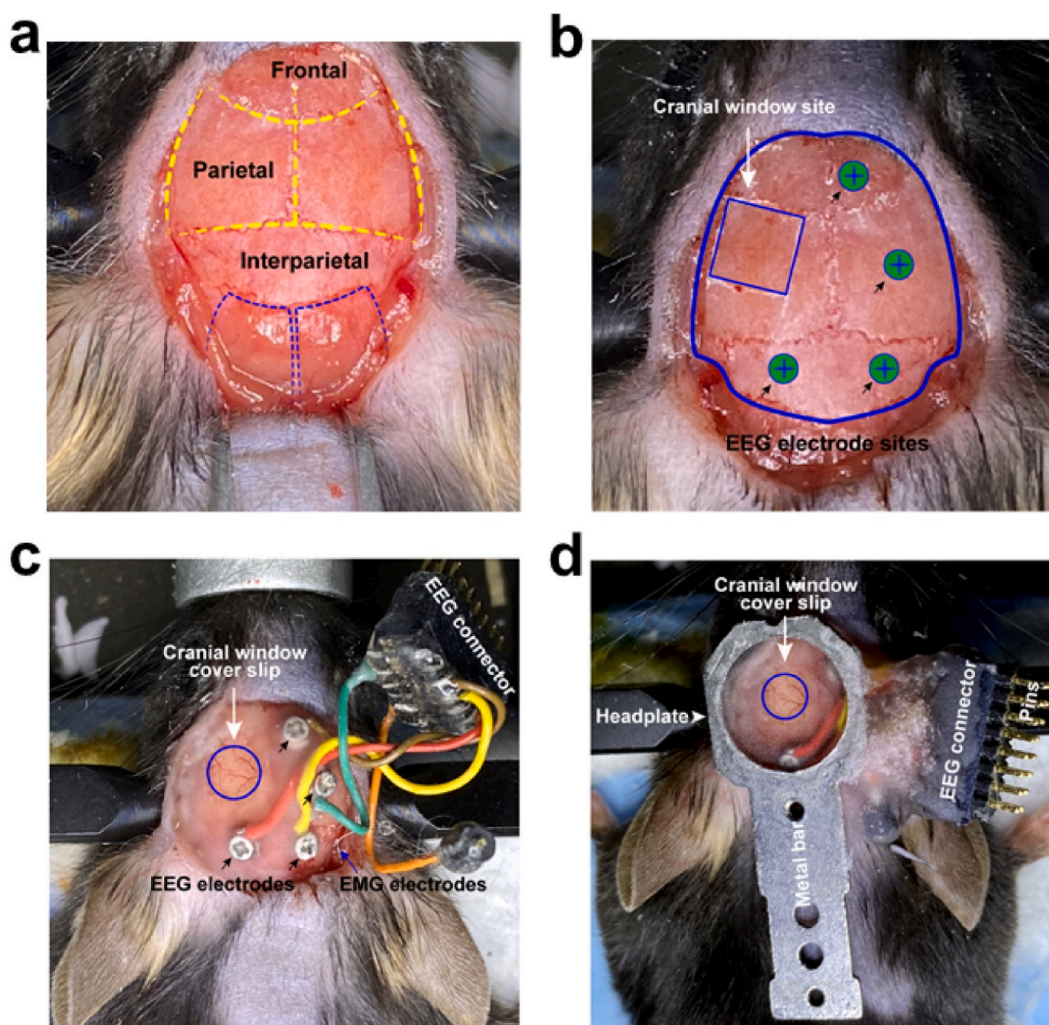 a
Frontal
Parietal
Interparietal
b
Cranial window site
EEG electrode sites
c
EEG connector
Cranial window
cover slip
EEG electrodes
EMG electrodes
d
Cranial window
cover slip
Headplate
EEG connector
Pins
Metal bar